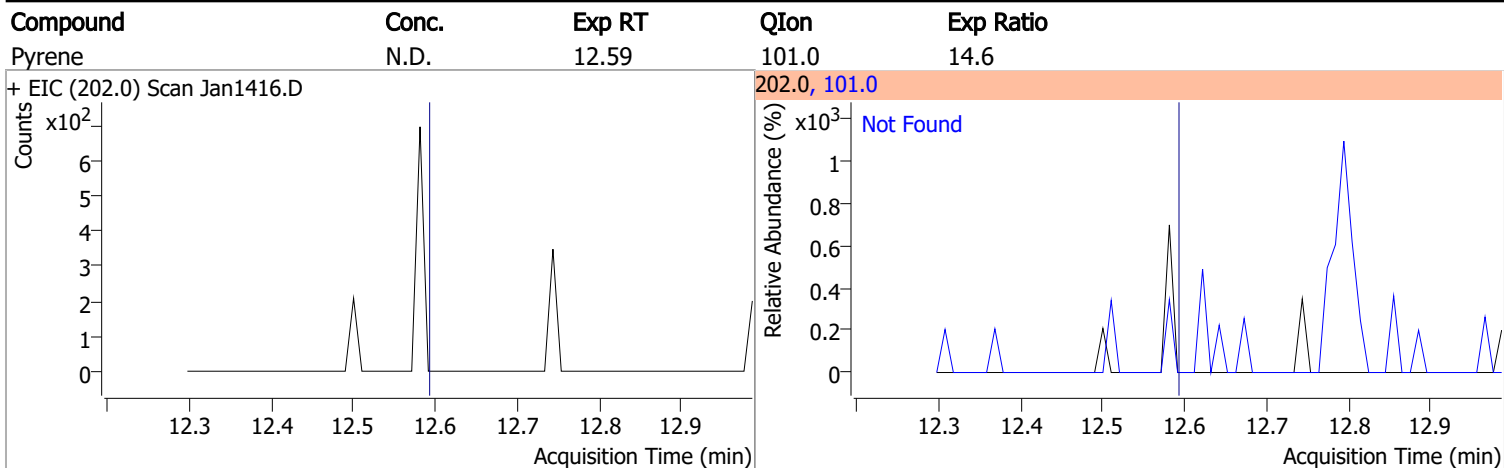 Compound Conc. Exp RT QIon Exp Ratio
Pyrene N.D. 12.59 101.0 14.6
+ EIC (202.0) Scan Jan1416.D
Counts
x10²
6
5
4
3
2
1
0
12.3 12.4 12.5 12.6 12.7 12.8 12.9
Acquisition Time (min)
202.0, 101.0
Relative Abundance (%)
x10³
Not Found
1
0.8
0.6
0.4
0.2
0
12.3 12.4 12.5 12.6 12.7 12.8 12.9
Acquisition Time (min)